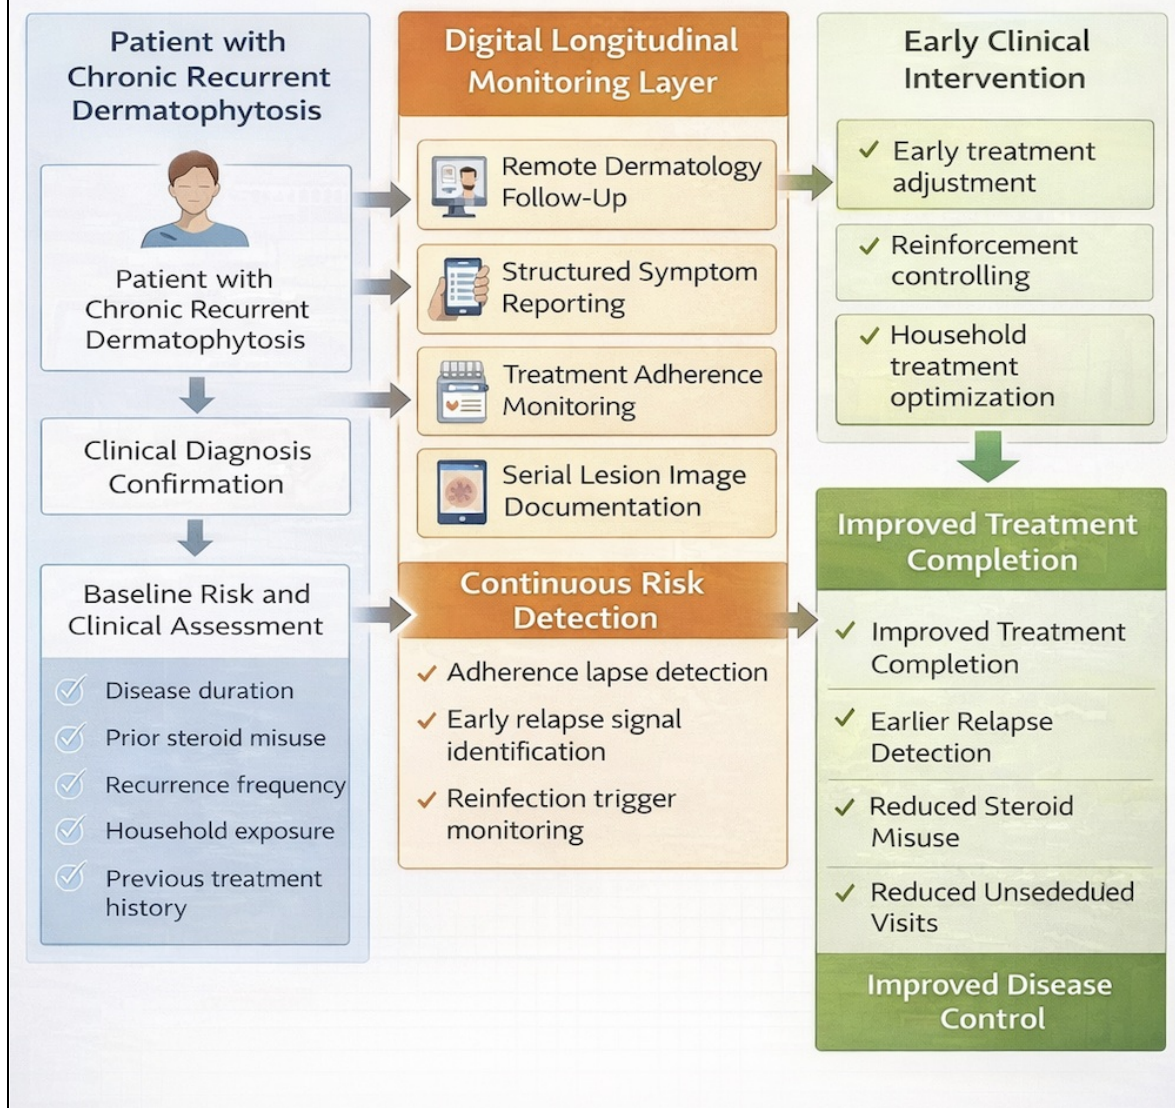 Patient with
Chronic Recurrent
Dermatophytosis
Patient with
Chronic Recurrent
Dermatophytosis
Clinical Diagnosis
Confirmation
Baseline Risk and
Clinical Assessment
Disease duration
Prior steroid misuse
Recurrence frequency
Household exposure
Previous treatment
history
Digital Longitudinal
Monitoring Layer
Remote Dermatology
Follow-Up
Structured Symptom
Reporting
Treatment Adherence
Monitoring
Serial Lesion Image
Documentation
Continuous Risk
Detection
Adherence lapse detection
Early relapse signal
identification
Reinfection trigger
monitoring
Early Clinical
Intervention
Early treatment
adjustment
Reinforcement
controlling
Household
treatment
optimization
Improved Treatment
Completion
Improved Treatment
Completion
Earlier Relapse
Detection
Reduced Steroid
Misuse
Reduced Unsededued
Visits
Improved Disease
Control